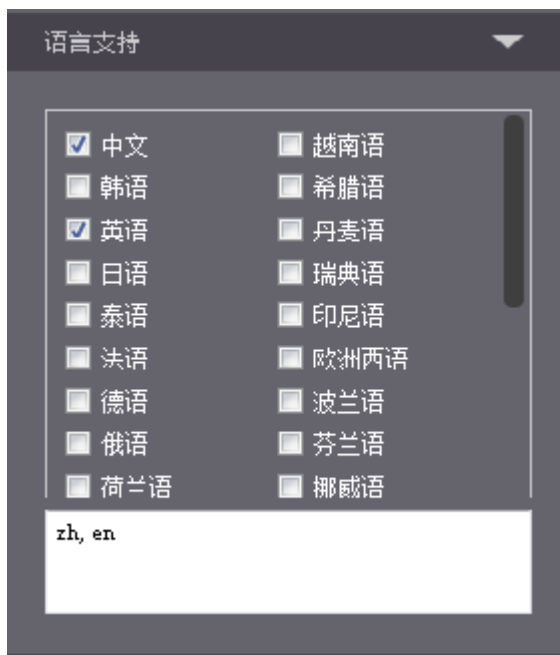 语言支持
中文 越南语
韩语 希腊语
英语 丹麦语
日语 瑞典语
泰语 印尼语
法语 欧洲西语
德语 波兰语
俄语 芬兰语
荷兰语 挪威语
zh, en